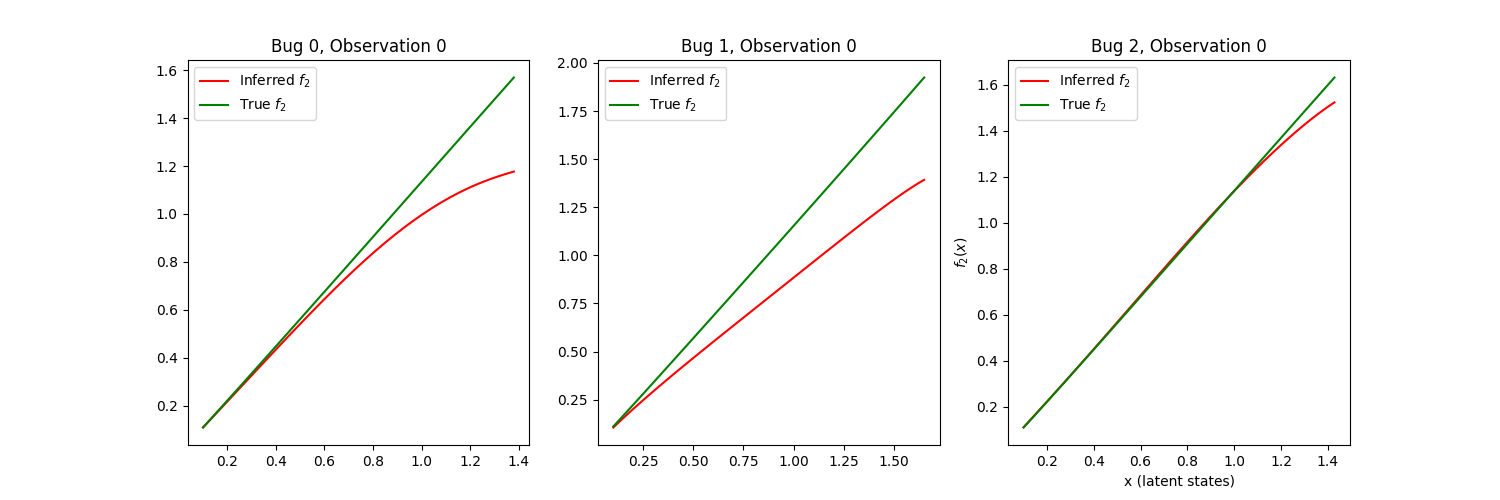 Bug 0, Observation 0
Inferred f₂
True f₂
1.6
1.4
1.2
1.0
0.8
0.6
0.4
0.2
0.2 0.4 0.6 0.8 1.0 1.2 1.4
Bug 1, Observation 0
Inferred f₂
True f₂
2.00
1.75
1.50
1.25
1.00
0.75
0.50
0.25
0.25 0.50 0.75 1.00 1.25 1.50
Bug 2, Observation 0
Inferred f₂
True f₂
f₂(x)
1.6
1.4
1.2
1.0
0.8
0.6
0.4
0.2
0.2 0.4 0.6 0.8 1.0 1.2 1.4
x (latent states)